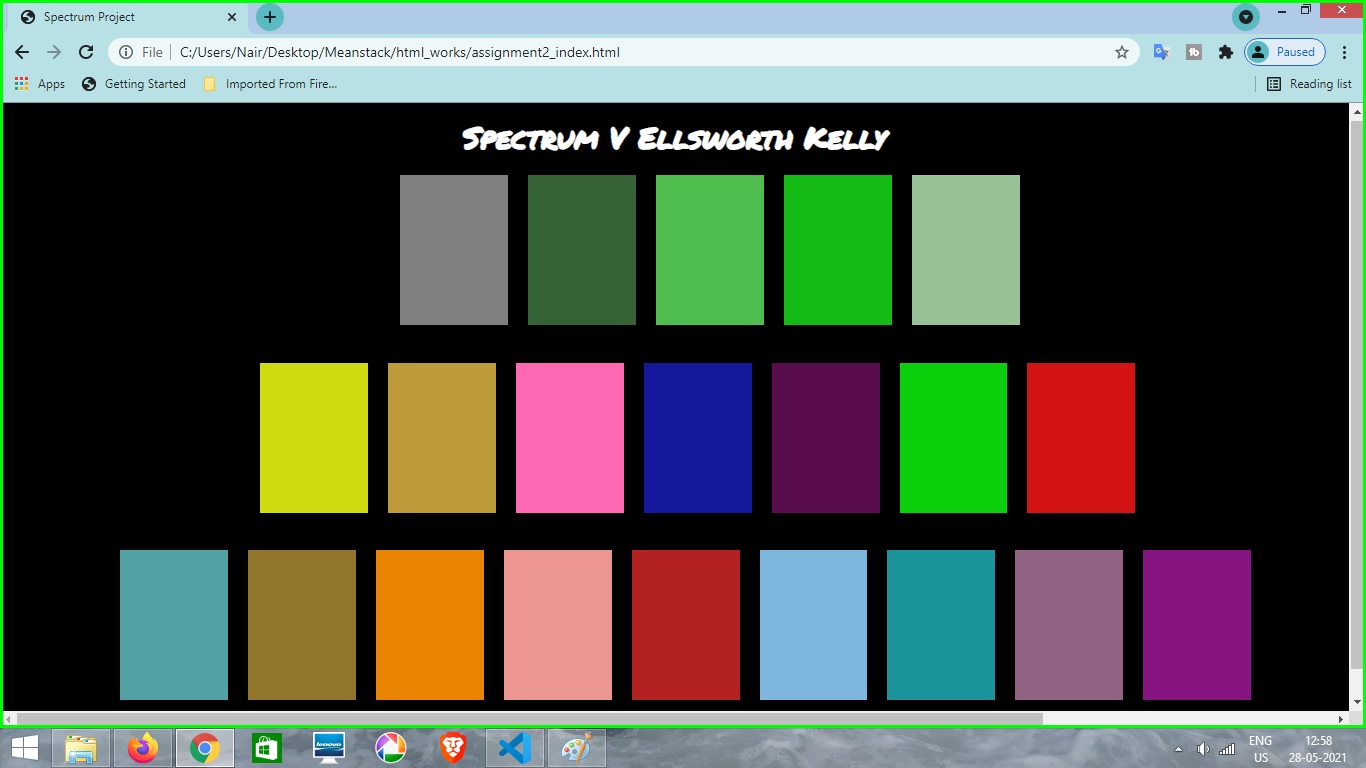 Spectrum Project
File
C:/Users/Nair/Desktop/Meanstack/html_works/assignment2_index.html
Paused
Apps
Getting Started
Imported From Fire...
Reading list
Spectrum V Ellsworth Kelly
lenovo
ENG
US
12:58
28-05-2021